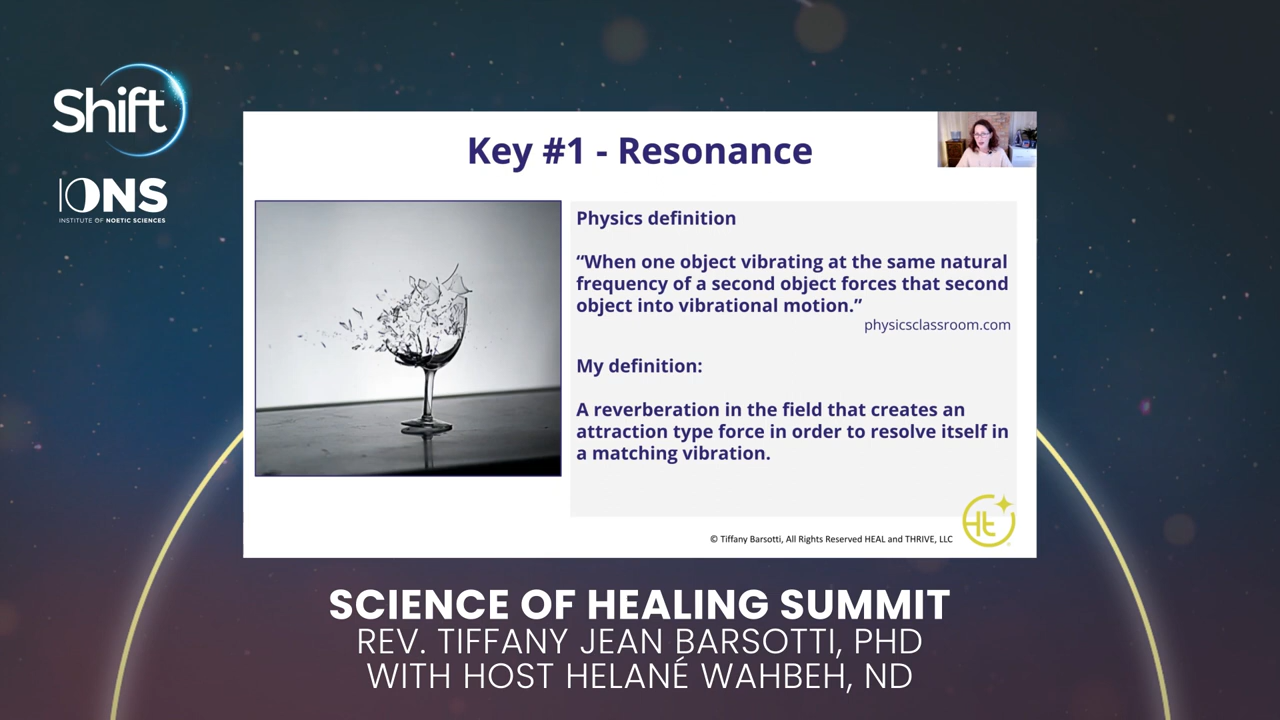 Shift
IONS
INSTITUTE OF NOETIC SCIENCES
Key #1 - Resonance
Physics definition
“When one object vibrating at the same natural
frequency of a second object forces that second
object into vibrational motion.”
physicsclassroom.com
My definition:
A reverberation in the field that creates an
attraction type force in order to resolve itself in
a matching vibration.
Ht
© Tiffany Barsotti, All Rights Reserved HEAL and THRIVE, LLC
SCIENCE OF HEALING SUMMIT
REV. TIFFANY JEAN BARSOTTI, PHD
WITH HOST HELANÉ WAHBEH, ND